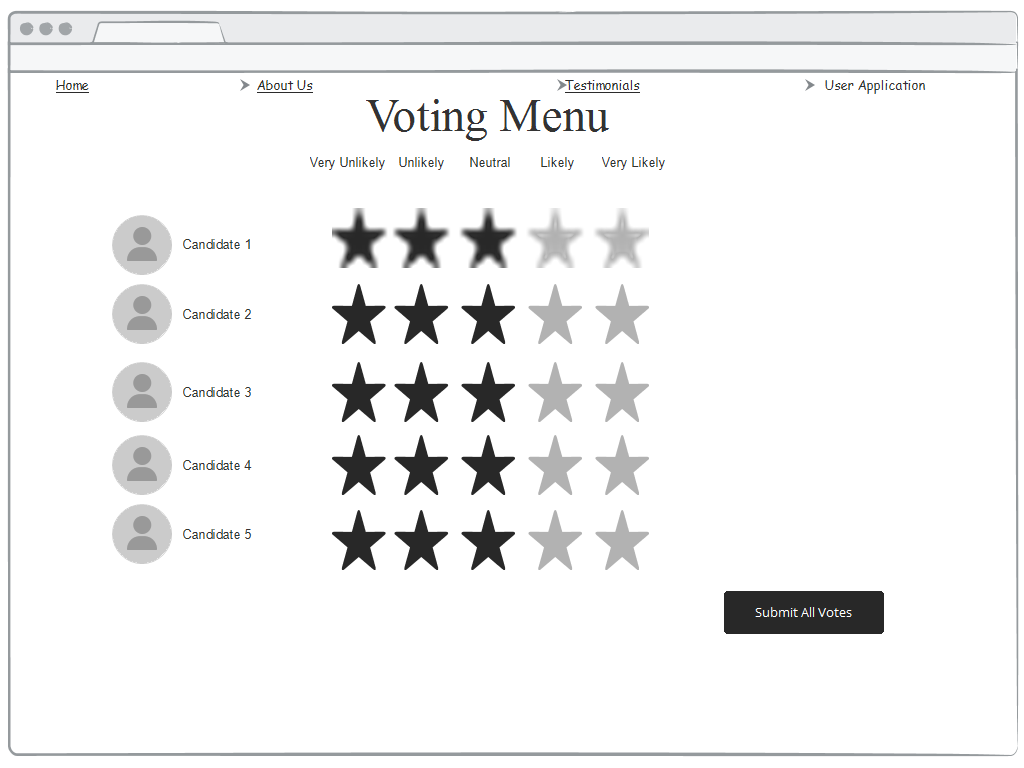 Home About Us Testimonials User Application
Voting Menu
Very Unlikely Unlikely Neutral Likely Very Likely
Candidate 1
Candidate 2
Candidate 3
Candidate 4
Candidate 5
Submit All Votes